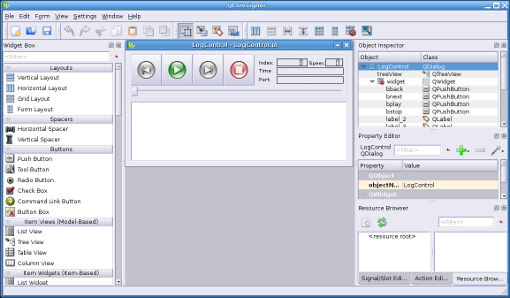 Qt Designer
File Edit Form View Settings Window Help
Widget Box
<Filter>
Layouts
Vertical Layout
Horizontal Layout
Grid Layout
Form Layout
Spacers
Horizontal Spacer
Vertical Spacer
Buttons
Push Button
Tool Button
Radio Button
Check Box
Command Link Button
Button Box
Item Views (Model-Based)
List View
Tree View
Table View
Column View
Item Widgets (Item-Based)
List Widget
LogControl - LogControl.ui
Index
Speed
Time
Port
Object Inspector
Object Class
LogControl QDialog
treeView QTreeView
widget QWidget
bback QPushButton
bnext QPushButton
bplay QPushButton
bstop QPushButton
label_2 QLabel
label_3 QLabel
Property Editor
LogControl
QDialog
<Filter>
Property Value
QObject
objectN... LogControl
QWidget
Resource Browser
<Filter>
<resource root>
Signal/Slot Edi... Action Edi... Resource Brow...